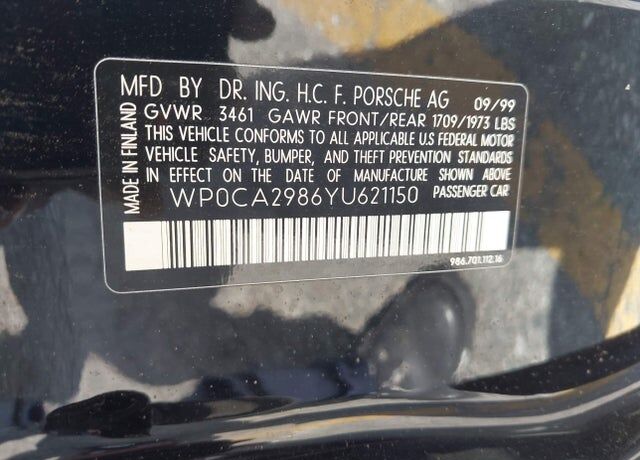 MFD BY DR. ING. H.C. F. PORSCHE AG 09/99
GVWR 3461 GAWR FRONT/REAR 1709/1973 LBS
THIS VEHICLE CONFORMS TO ALL APPLICABLE U.S FEDERAL MOTOR
VEHICLE SAFETY, BUMPER, AND THEFT PREVENTION STANDARDS
IN EFFECT ON THE DATE OF MANUFACTURE SHOWN ABOVE
WP0CA2986YU621150 PASSENGER CAR
MADE IN FINLAND
986.701.112.16